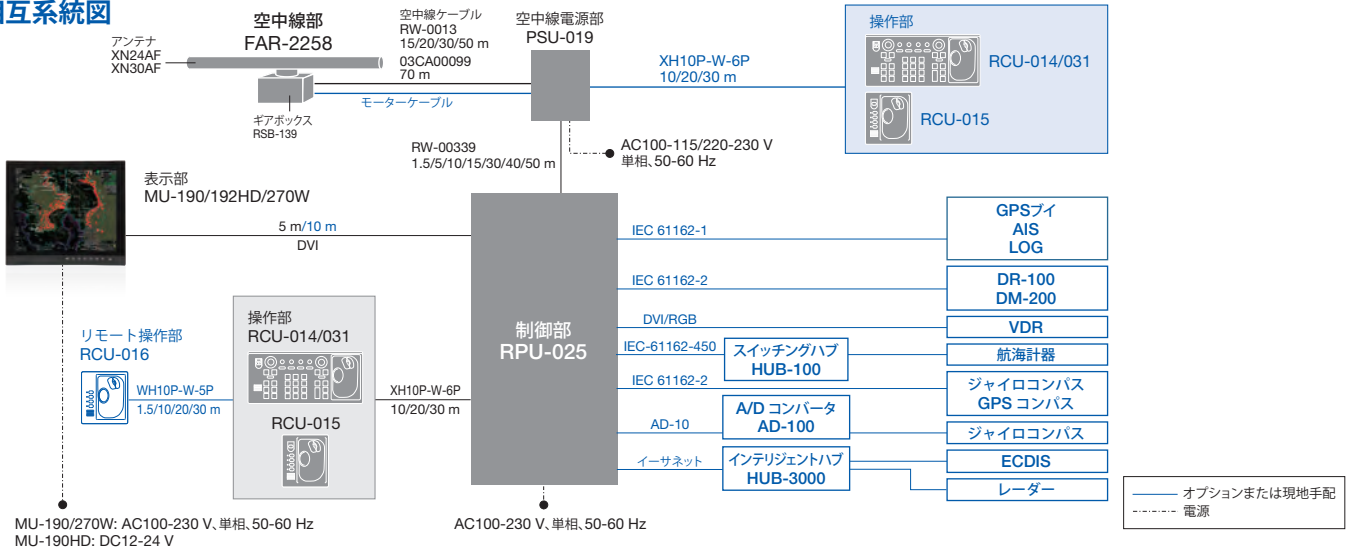 相互系統図
空中線部
FAR-2258
アンテナ
XN24AF
XN30AF
ギアボックス
RSB-139
空中線ケーブル
RW-0013
15/20/30/50 m
03CA00099
70 m
モーターケーブル
空中線電源部
PSU-019
XH10P-W-6P
10/20/30 m
操作部
RCU-014/031
RCU-015
RW-00339
1.5/5/10/15/30/40/50 m
AC100-115/220-230 V
単相、50-60 Hz
表示部
MU-190/192HD/270W
5 m/10 m
DVI
リモート操作部
RCU-016
WH10P-W-5P
1.5/10/20/30 m
操作部
RCU-014/031
RCU-015
XH10P-W-6P
10/20/30 m
制御部
RPU-025
IEC 61162-1
GPSブイ
AIS
LOG
IEC 61162-2
DR-100
DM-200
DVI/RGB
VDR
IEC-61162-450
スイッチングハブ
HUB-100
航海計器
IEC 61162-2
ジャイロコンパス
GPS コンパス
AD-10
A/D コンバータ
AD-100
ジャイロコンパス
イーサネット
インテリジェントハブ
HUB-3000
ECDIS
レーダー
オプションまたは現地手配
電源
MU-190/270W: AC100-230 V、単相、50-60 Hz
MU-190HD: DC12-24 V
AC100-230 V、単相、50-60 Hz